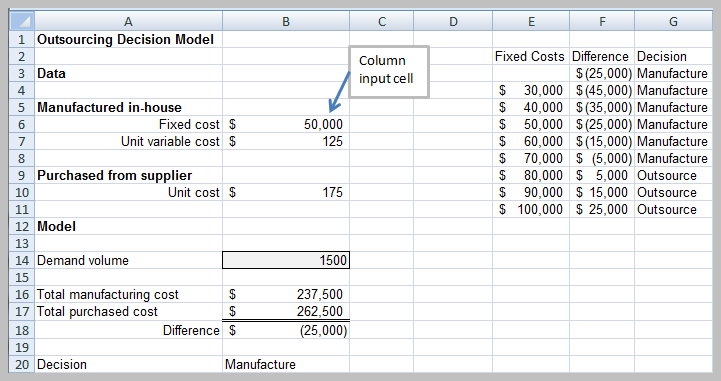 A B C D E F G
1 Outsourcing Decision Model
2 Fixed Costs Difference Decision
3 Data $(25,000) Manufacture
4 $ 30,000 $(45,000) Manufacture
5 Manufactured in-house $ 40,000 $(35,000) Manufacture
6 Fixed cost $ 50,000 $ 50,000 $(25,000) Manufacture
7 Unit variable cost $ 125 $ 60,000 $(15,000) Manufacture
8 $ 70,000 $ (5,000) Manufacture
9 Purchased from supplier $ 80,000 $ 5,000 Outsource
10 Unit cost $ 175 $ 90,000 $ 15,000 Outsource
11 $ 100,000 $ 25,000 Outsource
12 Model
13
14 Demand volume 1500
15
16 Total manufacturing cost $ 237,500
17 Total purchased cost $ 262,500
18 Difference $ (25,000)
19
20 Decision Manufacture
Column
input cell